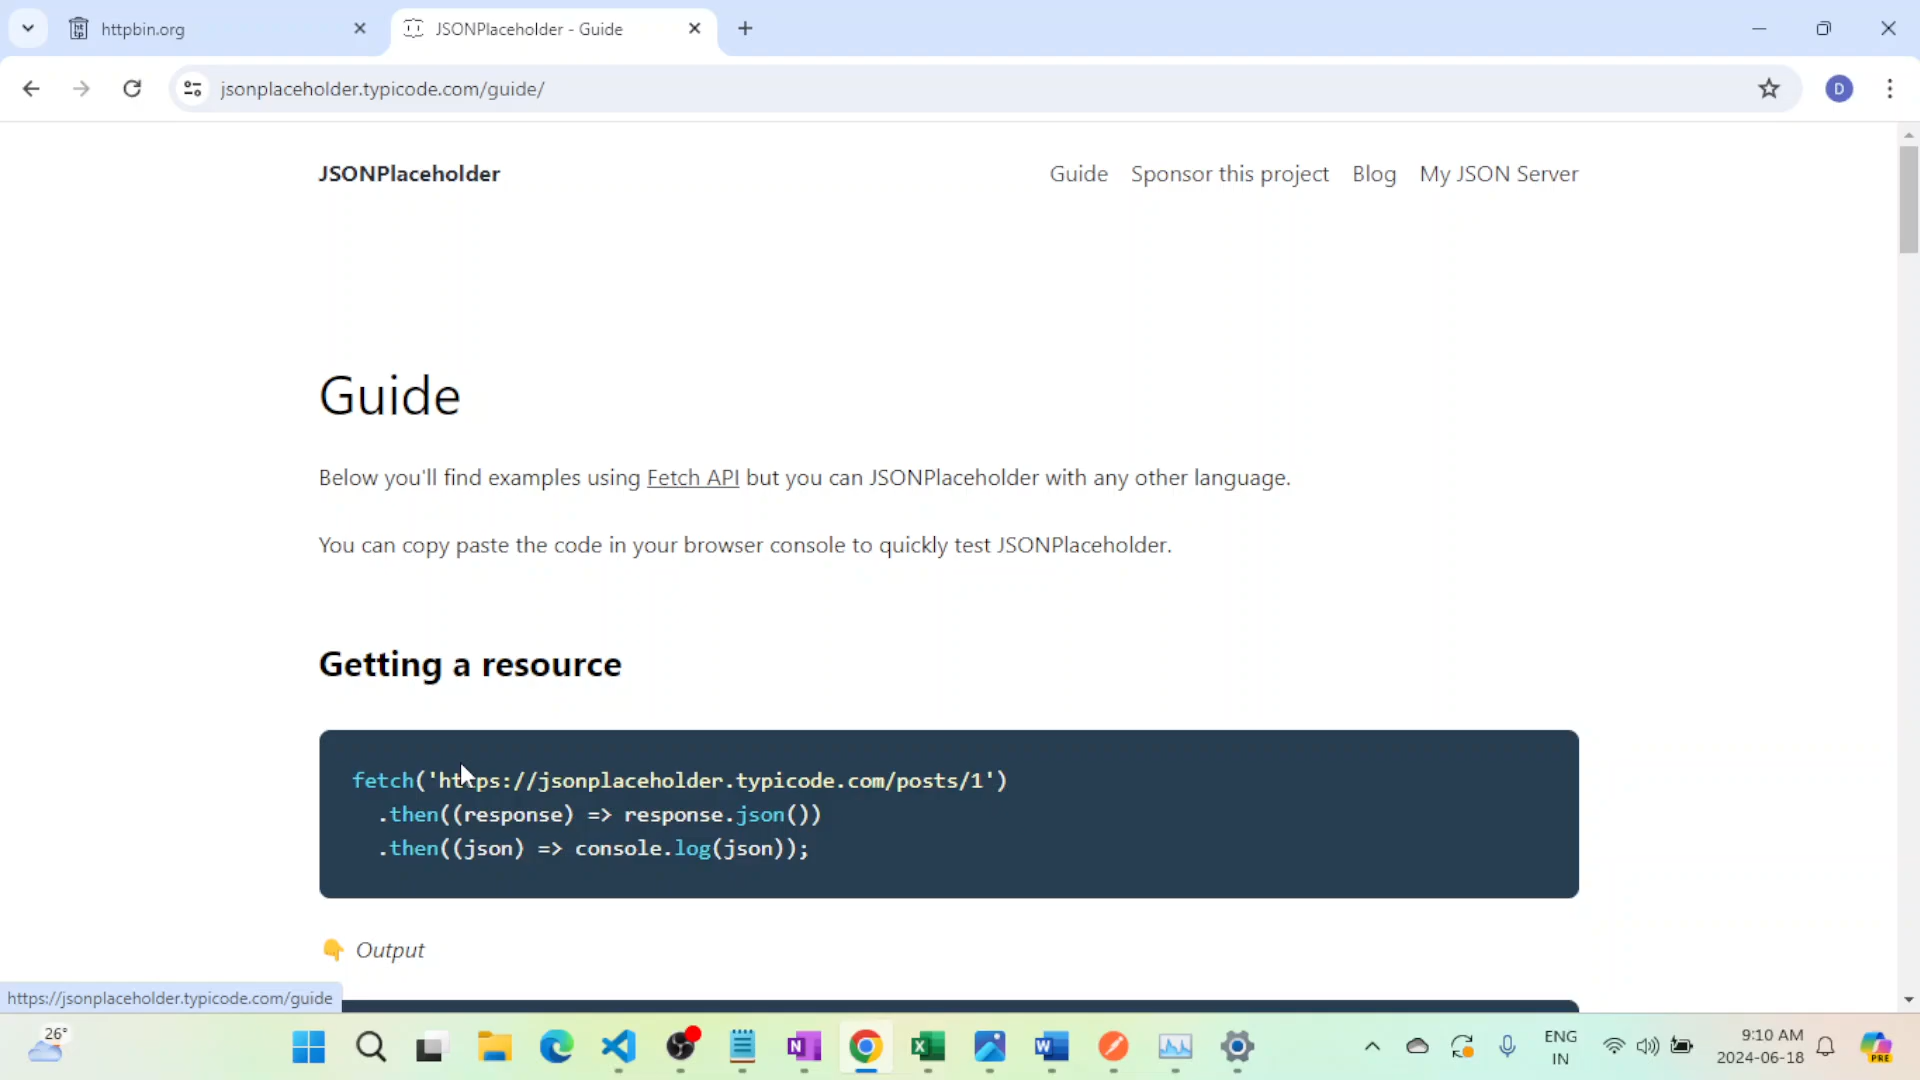 httpbin.org
JSONPlaceholder - Guide
jsonplaceholder.typicode.com/guide/
D
JSONPlaceholder
Guide Sponsor this project Blog My JSON Server
Guide
Below you'll find examples using Fetch API but you can JSONPlaceholder with any other language.
You can copy paste the code in your browser console to quickly test JSONPlaceholder.
Getting a resource
fetch('https://jsonplaceholder.typicode.com/posts/1')
.then((response) => response.json())
.then((json) => console.log(json));
👇 Output
https://jsonplaceholder.typicode.com/guide
26°
ENG
IN
9:10 AM
2024-06-18
PRE